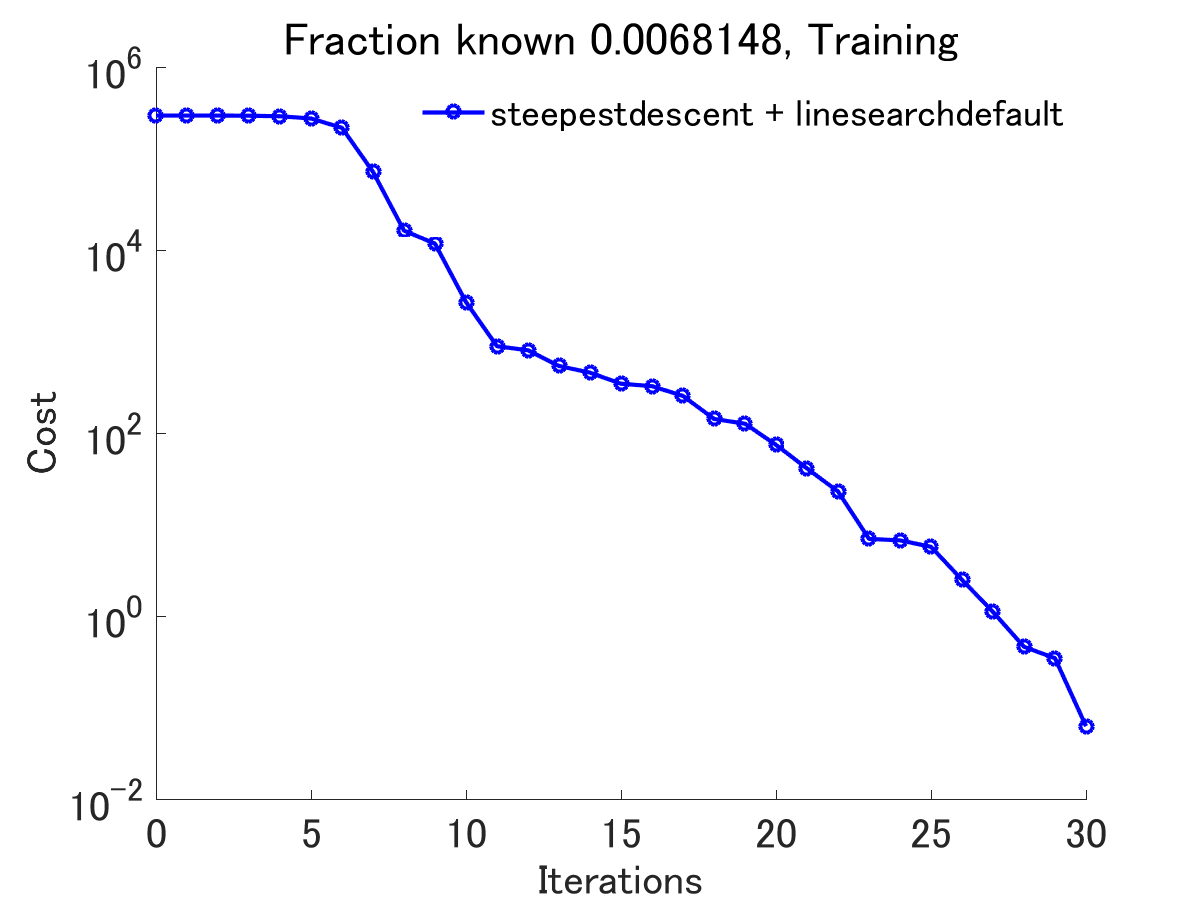 Fraction known 0.0068148, Training
steepestdescent + linesearchdefault
Cost
10^6
10^4
10^2
10^0
10^-2
0 5 10 15 20 25 30
Iterations